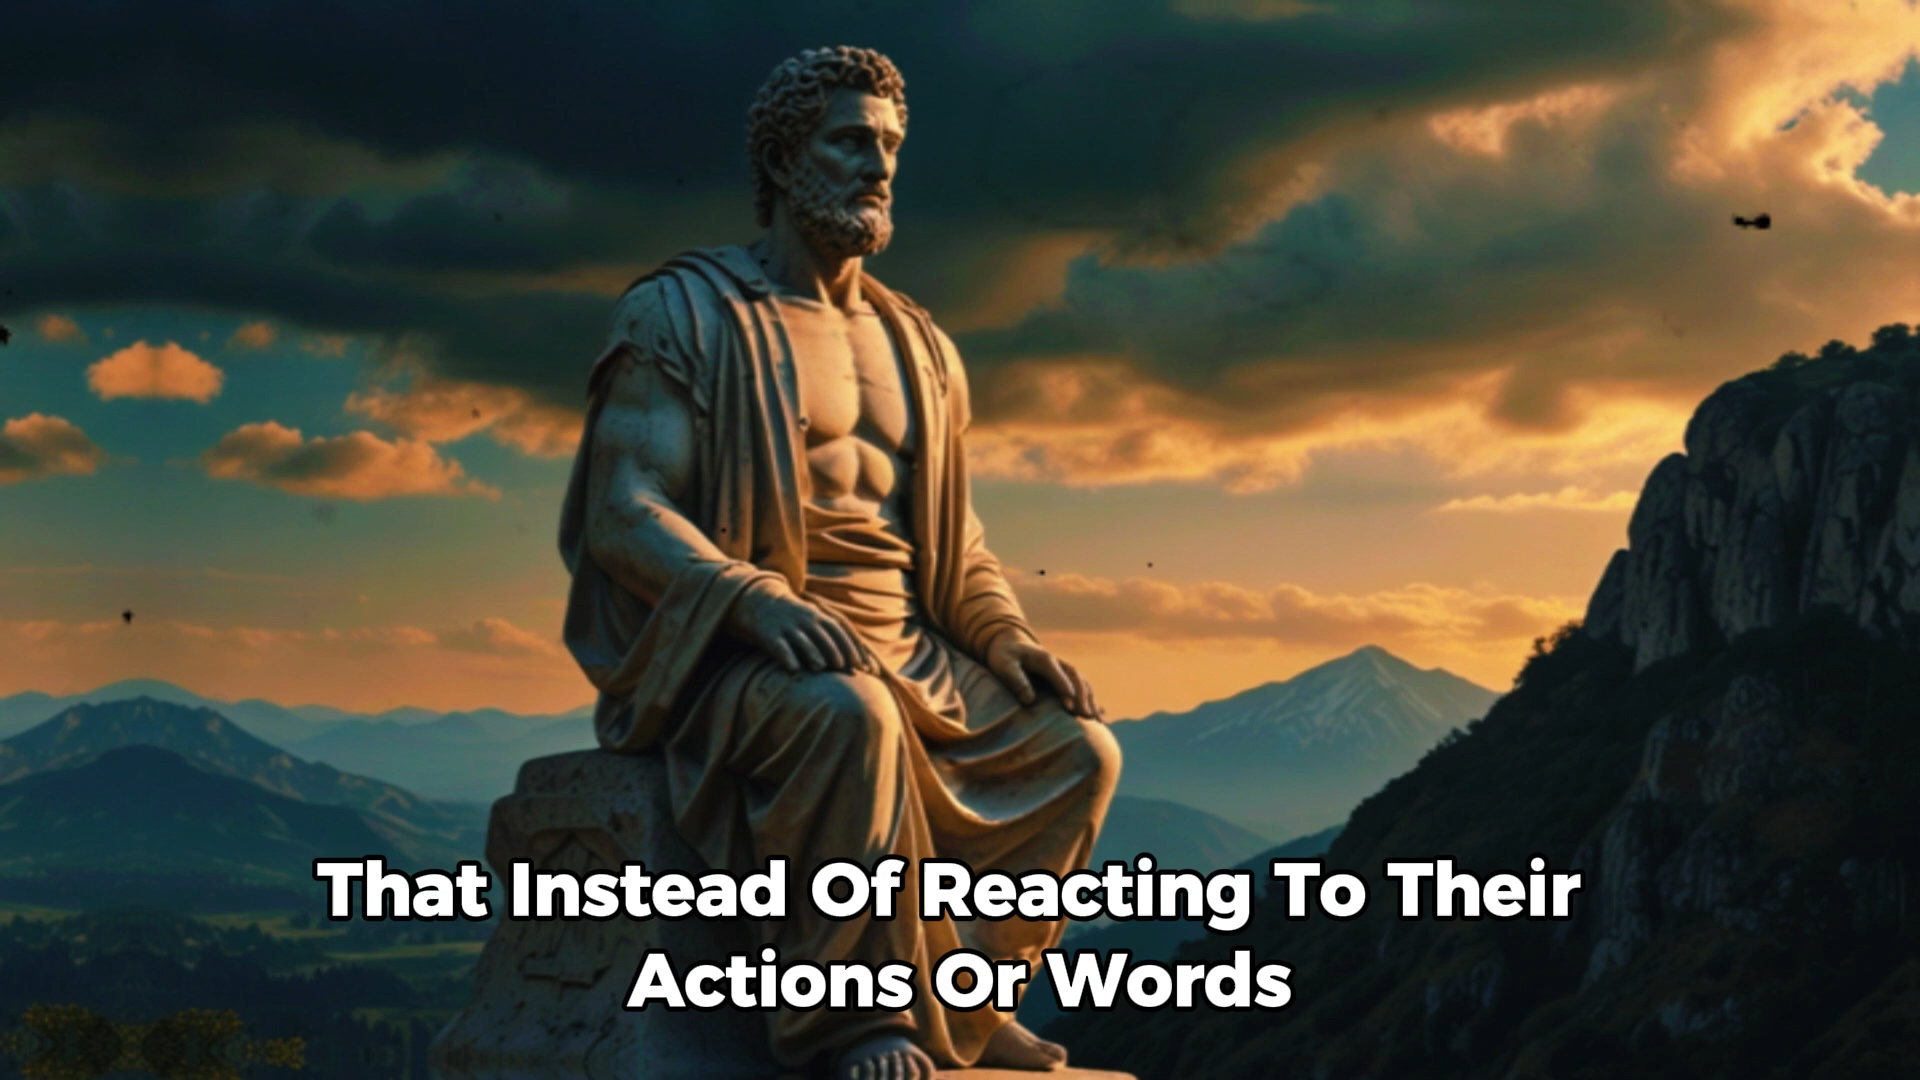 That Instead Of Reacting To Their
Actions Or Words